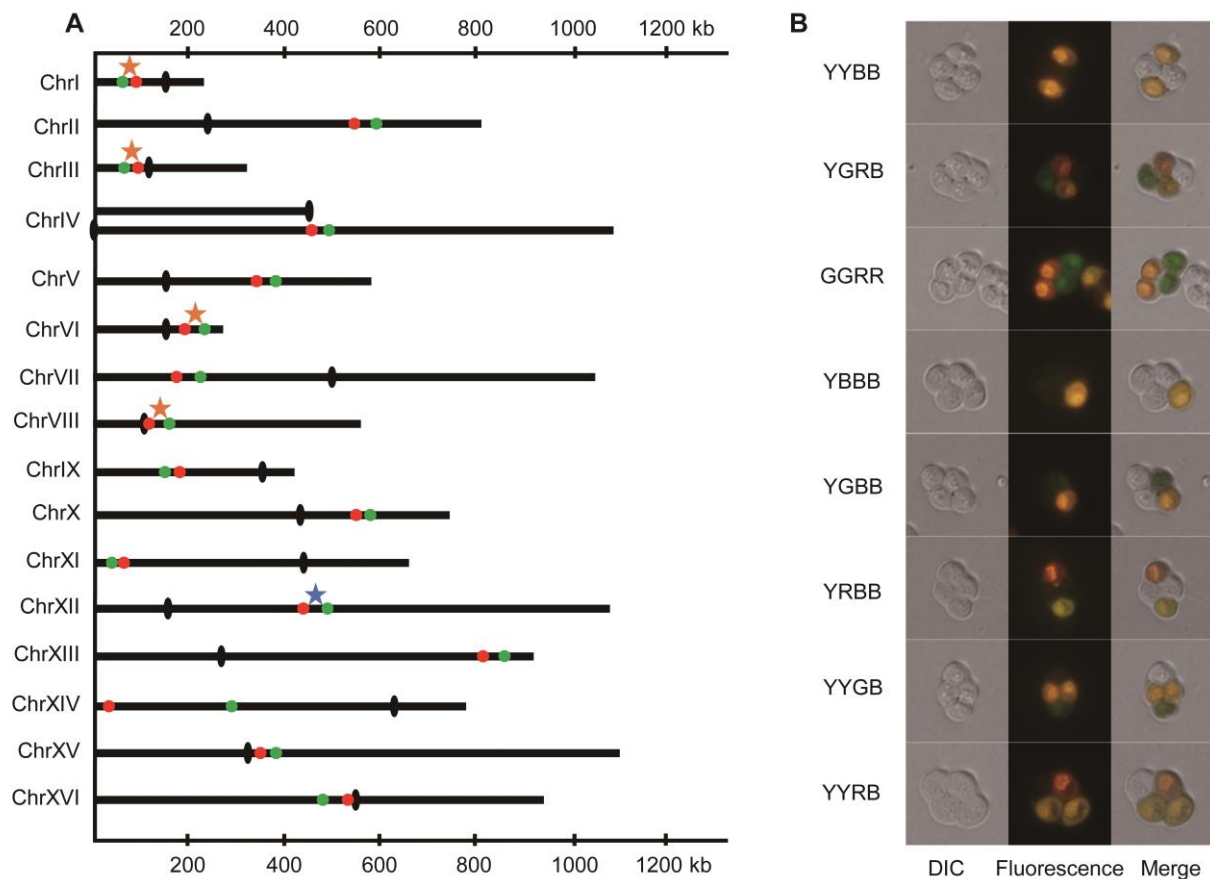 A
200 400 600 800 1000 1200 kb
ChrI
ChrII
ChrIII
ChrIV
ChrV
ChrVI
ChrVII
ChrVIII
ChrIX
ChrX
ChrXI
ChrXII
ChrXIII
ChrXIV
ChrXV
ChrXVI
200 400 600 800 1000 1200 kb
B
YYBB
YGRB
GGRR
YBBB
YGBB
YRBB
YYGB
YYRB
DIC Fluorescence Merge